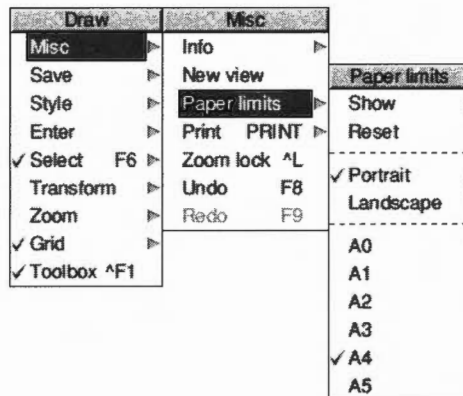 Draw
Misc
Save
Style
Enter
✓ Select F6
Transform
Zoom
✓ Grid
✓ Toolbox ^F1
Misc
Info
New view
Paper limits
Print PRINT
Zoom lock ^L
Undo F8
Redo F9
Paper limits
Show
Reset
✓ Portrait
Landscape
A0
A1
A2
A3
✓ A4
A5